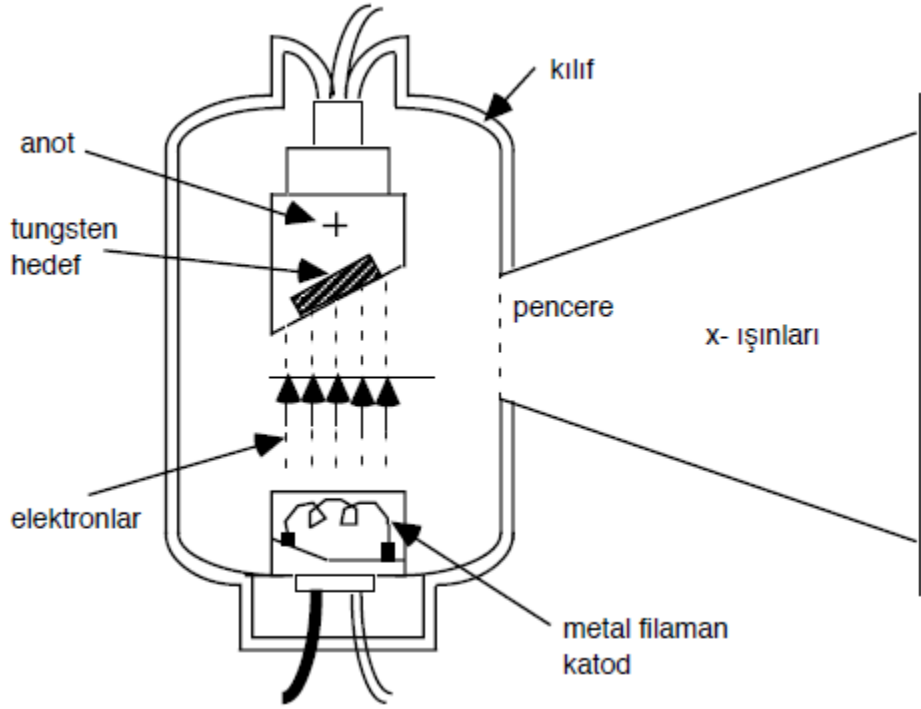 kılıf
anot
tungsten
hedef
pencere
x- ışınları
elektronlar
metal filaman
katod